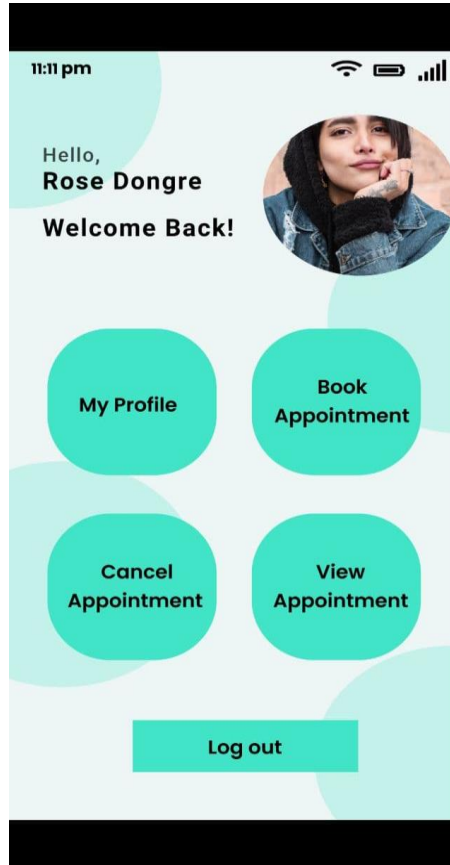 11:11 pm
Hello,
Rose Dongre
Welcome Back!
My Profile
Book
Appointment
Cancel
Appointment
View
Appointment
Log out